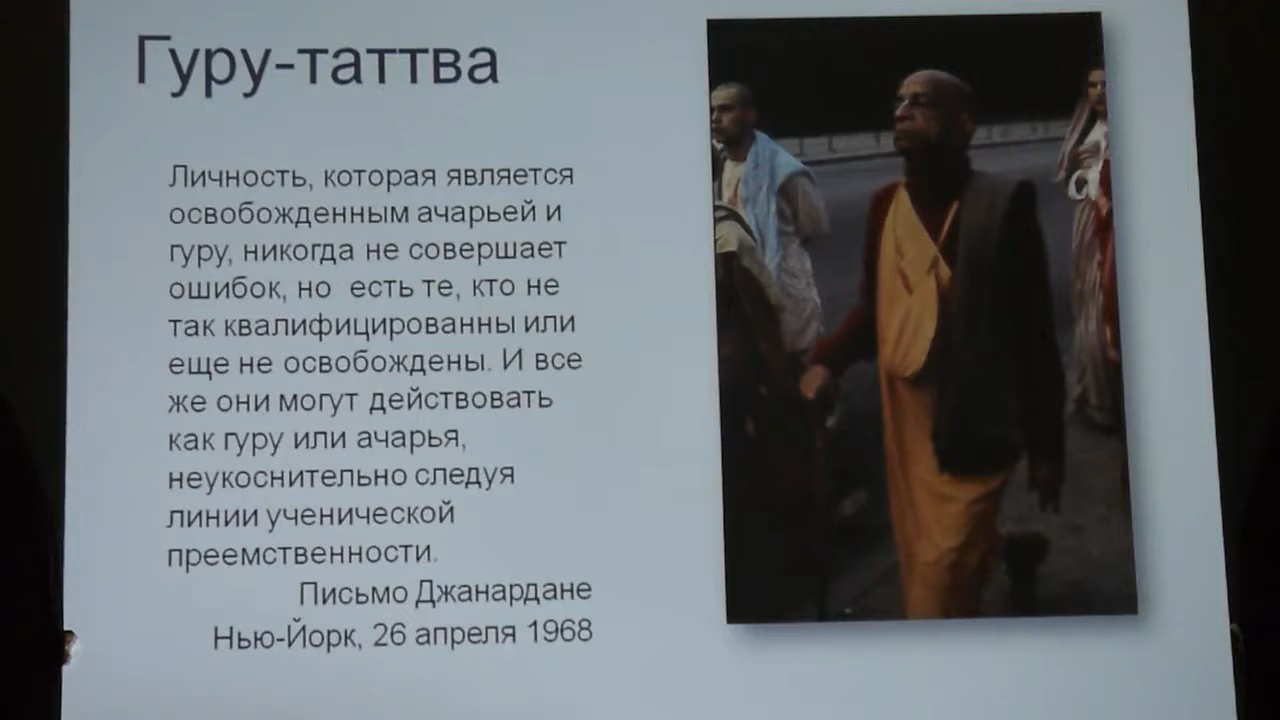 Гуру-таттва
Личность, которая является
освобожденным ачарьей и
гуру, никогда не совершает
ошибок, но есть те, кто не
так квалифицированны или
еще не освобождены. И все
же они могут действовать
как гуру или ачарья,
неукоснительно следуя
линии ученической
преемственности.
Письмо Джанардане
Нью-Йорк, 26 апреля 1968